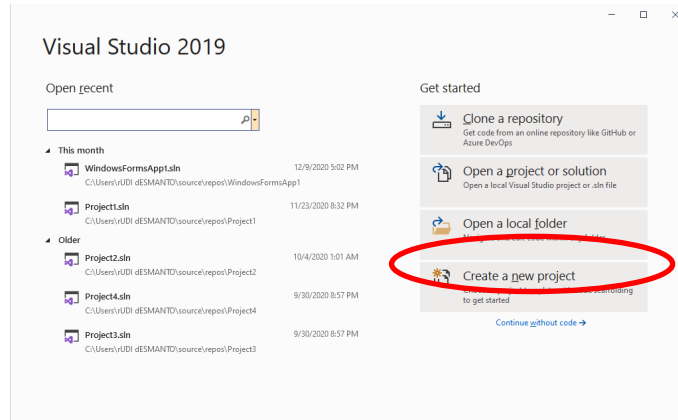 Visual Studio 2019
Open recent
This month
WindowsFormsApp1.sln 12/9/2020 5:02 PM
C:\Users\rUDI dESMANTO\source\repos\WindowsFormsApp1
Project1.sln 11/23/2020 8:32 PM
C:\Users\rUDI dESMANTO\source\repos\Project1
Older
Project2.sln 10/4/2020 1:01 AM
C:\Users\rUDI dESMANTO\source\repos\Project2
Project4.sln 9/30/2020 8:57 PM
C:\Users\rUDI dESMANTO\source\repos\Project4
Project3.sln 9/30/2020 8:57 PM
C:\Users\rUDI dESMANTO\source\repos\Project3
Get started
Clone a repository
Get code from an online repository like GitHub or
Azure DevOps
Open a project or solution
Open a local Visual Studio project or .sln file
Open a local folder
Create a new project
to get started
Continue without code →